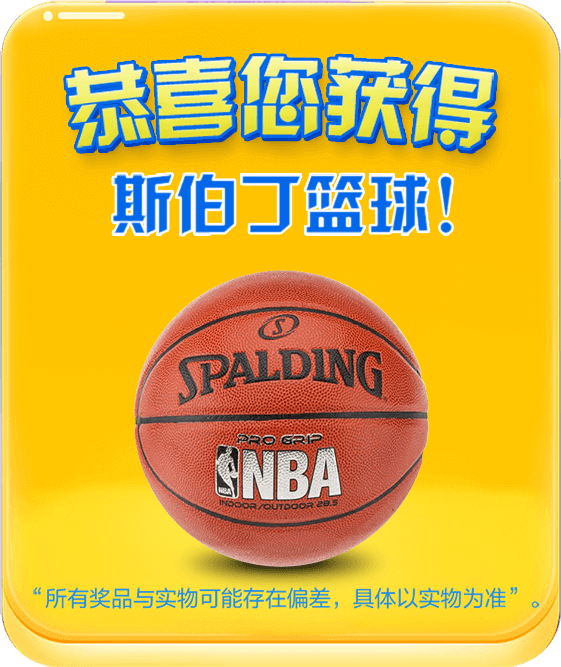 恭喜您获得
斯伯丁篮球!
S
SPALDING
PRO GRIP
NBA
NBA
INDOOR/OUTDOOR 28.5
“所有奖品与实物可能存在偏差，具体以实物为准”。